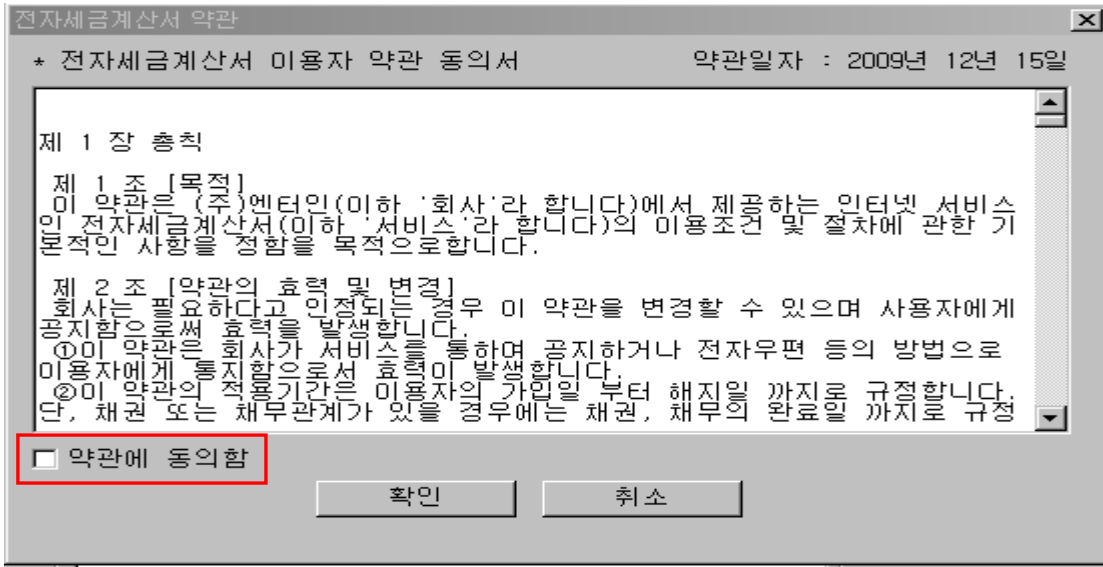 전자세금계산서 약관
* 전자세금계산서 이용자 약관 동의서 약관일자 : 2009년 12년 15일
제 1 장 총칙
제 1 조 [목적]
이 약관은 (주)엔터인(이하 '회사'라 합니다)에서 제공하는 인터넷 서비스
인 전자세금계산서(이하 '서비스'라 합니다)의 이용조건 및 절차에 관한 기
본적인 사항을 정함을 목적으로합니다.
제 2 조 [약관의 효력 및 변경]
회사는 필요하다고 인정되는 경우 이 약관을 변경할 수 있으며 사용자에게
공지함으로써 효력을 발생합니다.
①이 약관은 회사가 서비스를 통하여 공지하거나 전자우편 등의 방법으로
이용자에게 통지함으로서 효력이 발생합니다.
②이 약관의 적용기간은 이용자의 가입일 부터 해지일 까지로 규정합니다.
단, 채권 또는 채무관계가 있을 경우에는 채권, 채무의 완료일 까지로 규정
약관에 동의함
확인 취소